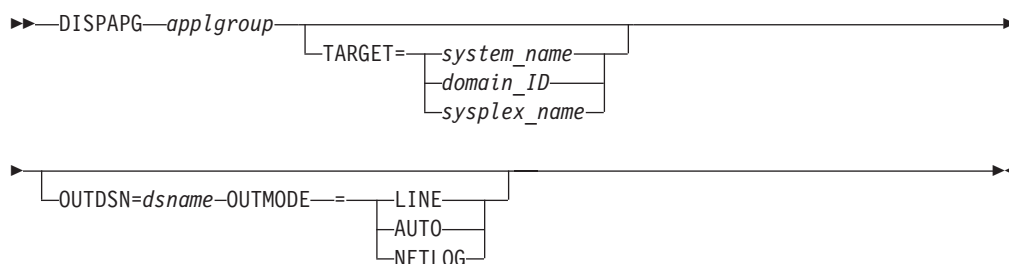 DISPAPG applgroup
TARGET= system_name
domain_ID
sysplex_name
OUTDSN=dsname OUTMODE = LINE
AUTO
NETLOG